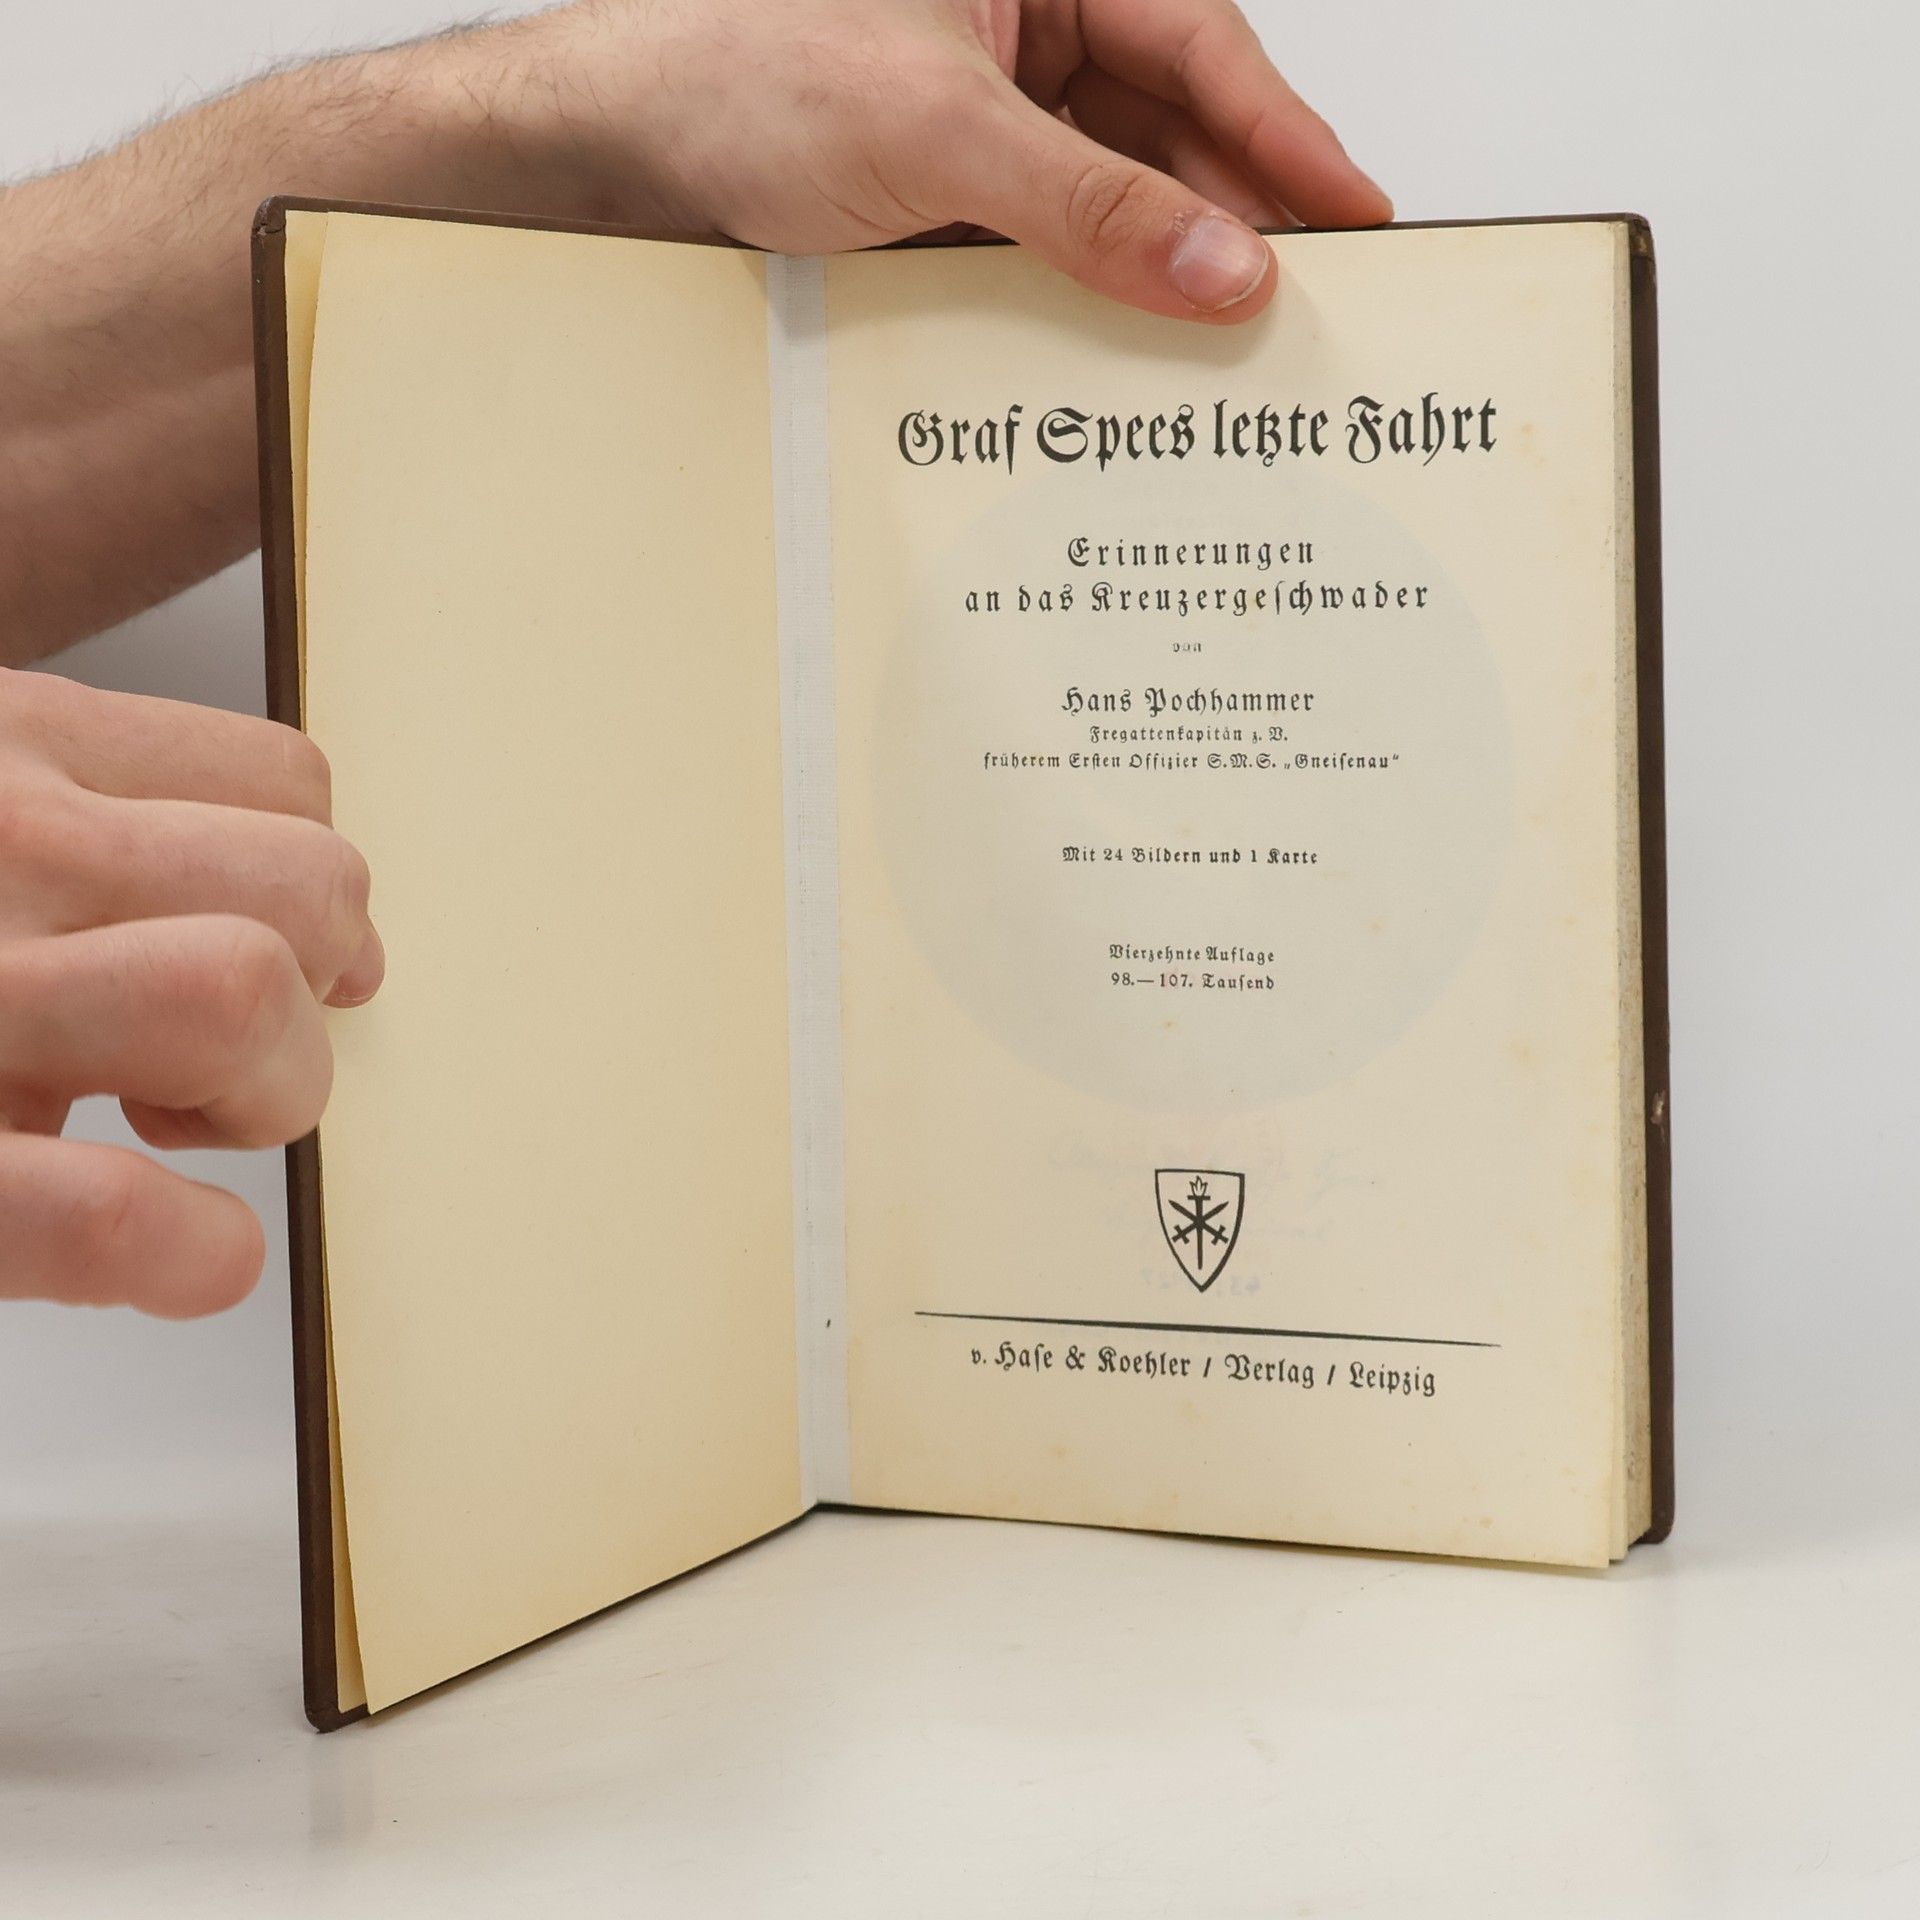 Graf Spees letzte Fahrt
Erinnerungen
an das Kreuzergeſchwader
von
Hans Pochhammer
Fregattenkapitän z. V.
früherem Erſten Offizier S.M.S. „Gneiſenau“
Mit 24 Bildern und 1 Karte
Vierzehnte Auflage
98.—107. Tauſend
v. Haſe & Koehler / Verlag / Leipzig